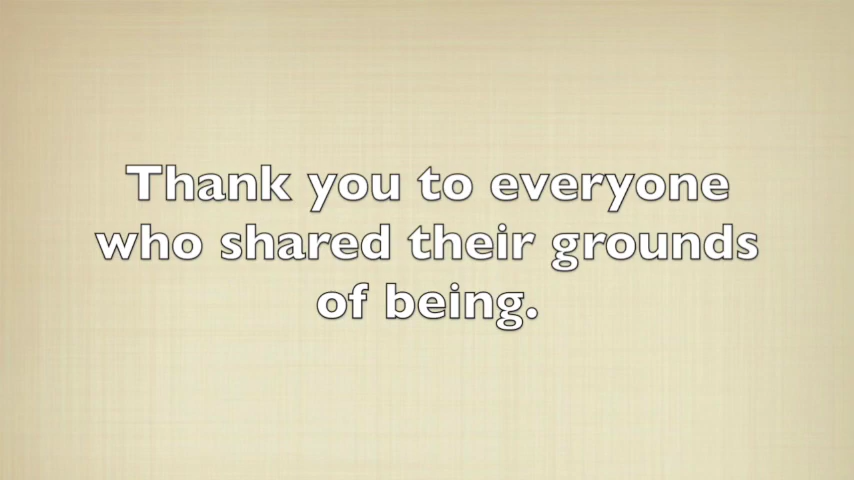 Thank you to everyone
who shared their grounds
of being.